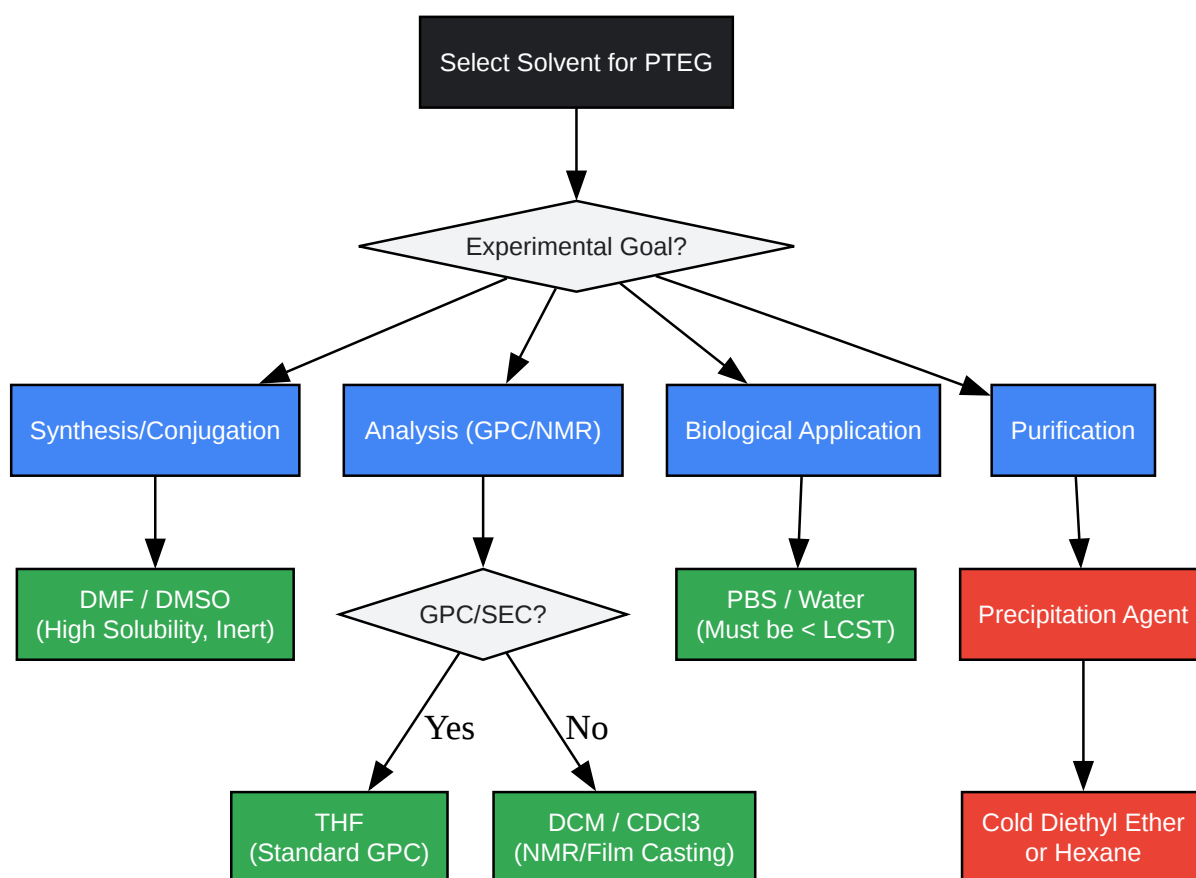 Select Solvent for PTEG
Experimental Goal?
Synthesis/Conjugation
Analysis (GPC/NMR)
Biological Application
Purification
DMF / DMSO
(High Solubility, Inert)
GPC/SEC?
PBS / Water
(Must be < LCST)
Precipitation Agent
Yes
No
THF
(Standard GPC)
DCM / CDCl3
(NMR/Film Casting)
Cold Diethyl Ether
or Hexane